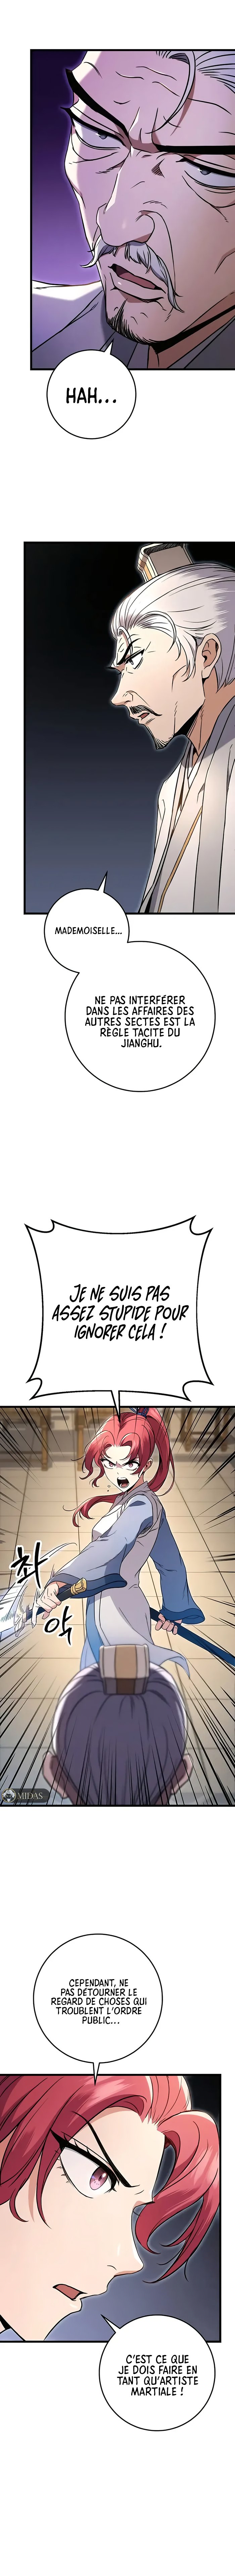 HAH...
MADEMOISELLE...
NE PAS INTERFÉRER
DANS LES AFFAIRES DES
AUTRES SECTES EST LA
RÈGLE TACITE DU
JIANGHU.
JE NE SUIS PAS
ASSEZ STUPIDE POUR
IGNORER CELA !
촤
악
MIDAS
CEPENDANT, NE
PAS DÉTOURNER LE
REGARD DE CHOSES QUI
TROUBLENT L'ORDRE
PUBLIC...
C'EST CE QUE
JE DOIS FAIRE EN
TANT QU'ARTISTE
MARTIALE !